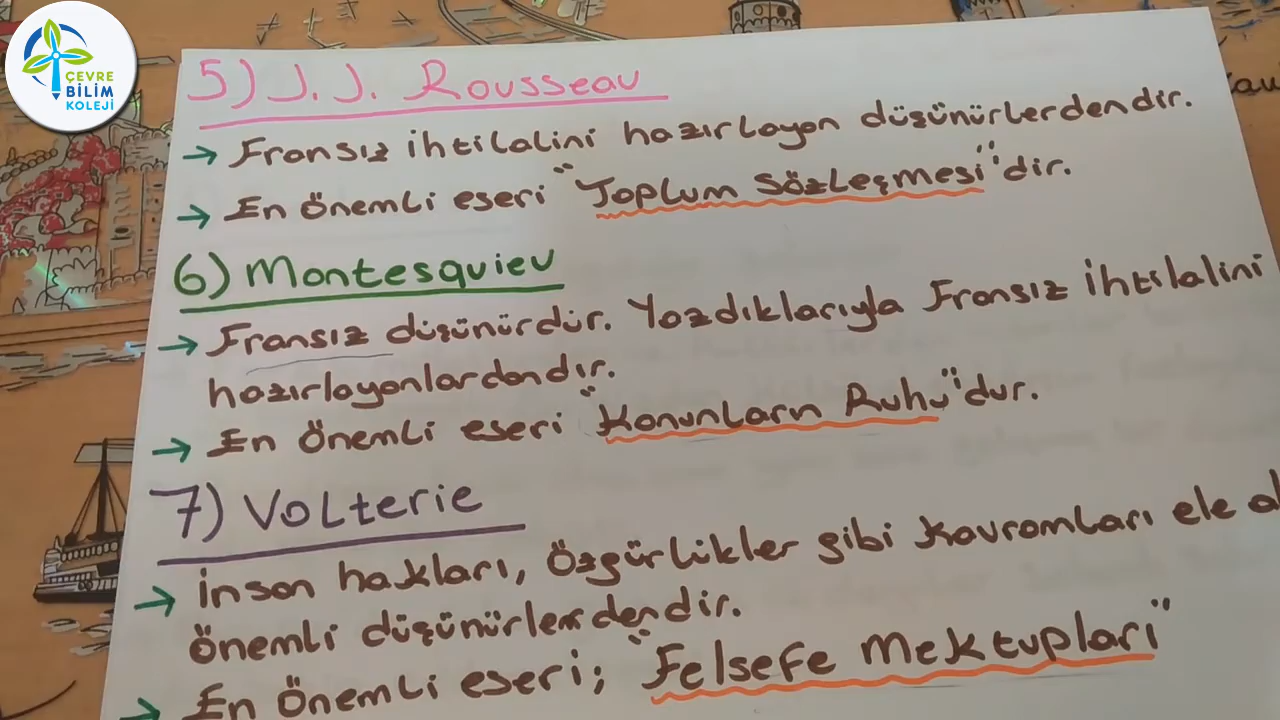 ÇEVRE
BİLİM
KOLEJİ
5) J. J. Rousseau
→ Fransız ihtilalini hazırlayan düşünürlerdendir.
→ En önemli eseri "Toplum Sözleşmesi"dir.
6) Montesquieu
→ Fransız düşünürdür. Yazdıklarıyla Fransız ihtilalini
hazırlayanlardandır.
→ En önemli eseri "Kanunların Ruhu"dur.
7) Volterie
→ İnsan hakları, özgürlükler gibi kavramları ele
önemli düşünürlerdendir.
→ En önemli eseri; "Felsefe Mektupları"